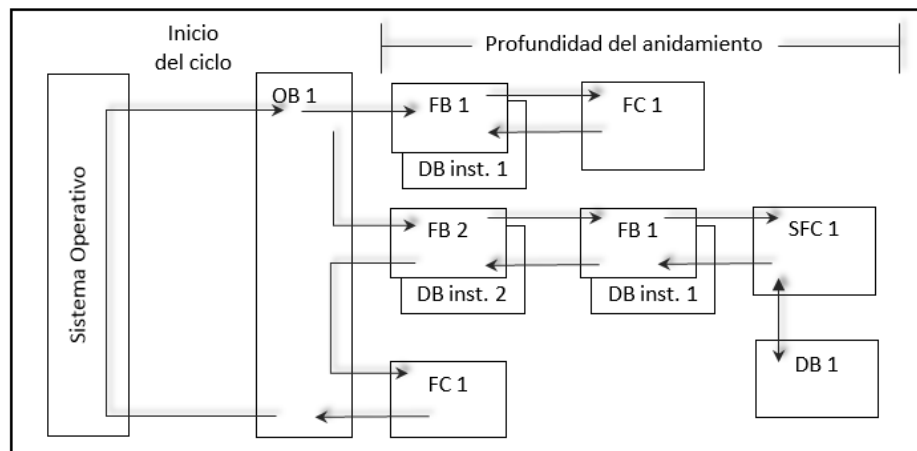 Inicio
del ciclo
Profundidad del anidamiento
Sistema Operativo
OB 1
FB 1
DB inst. 1
FC 1
FB 2
DB inst. 2
FB 1
DB inst. 1
SFC 1
DB 1
FC 1